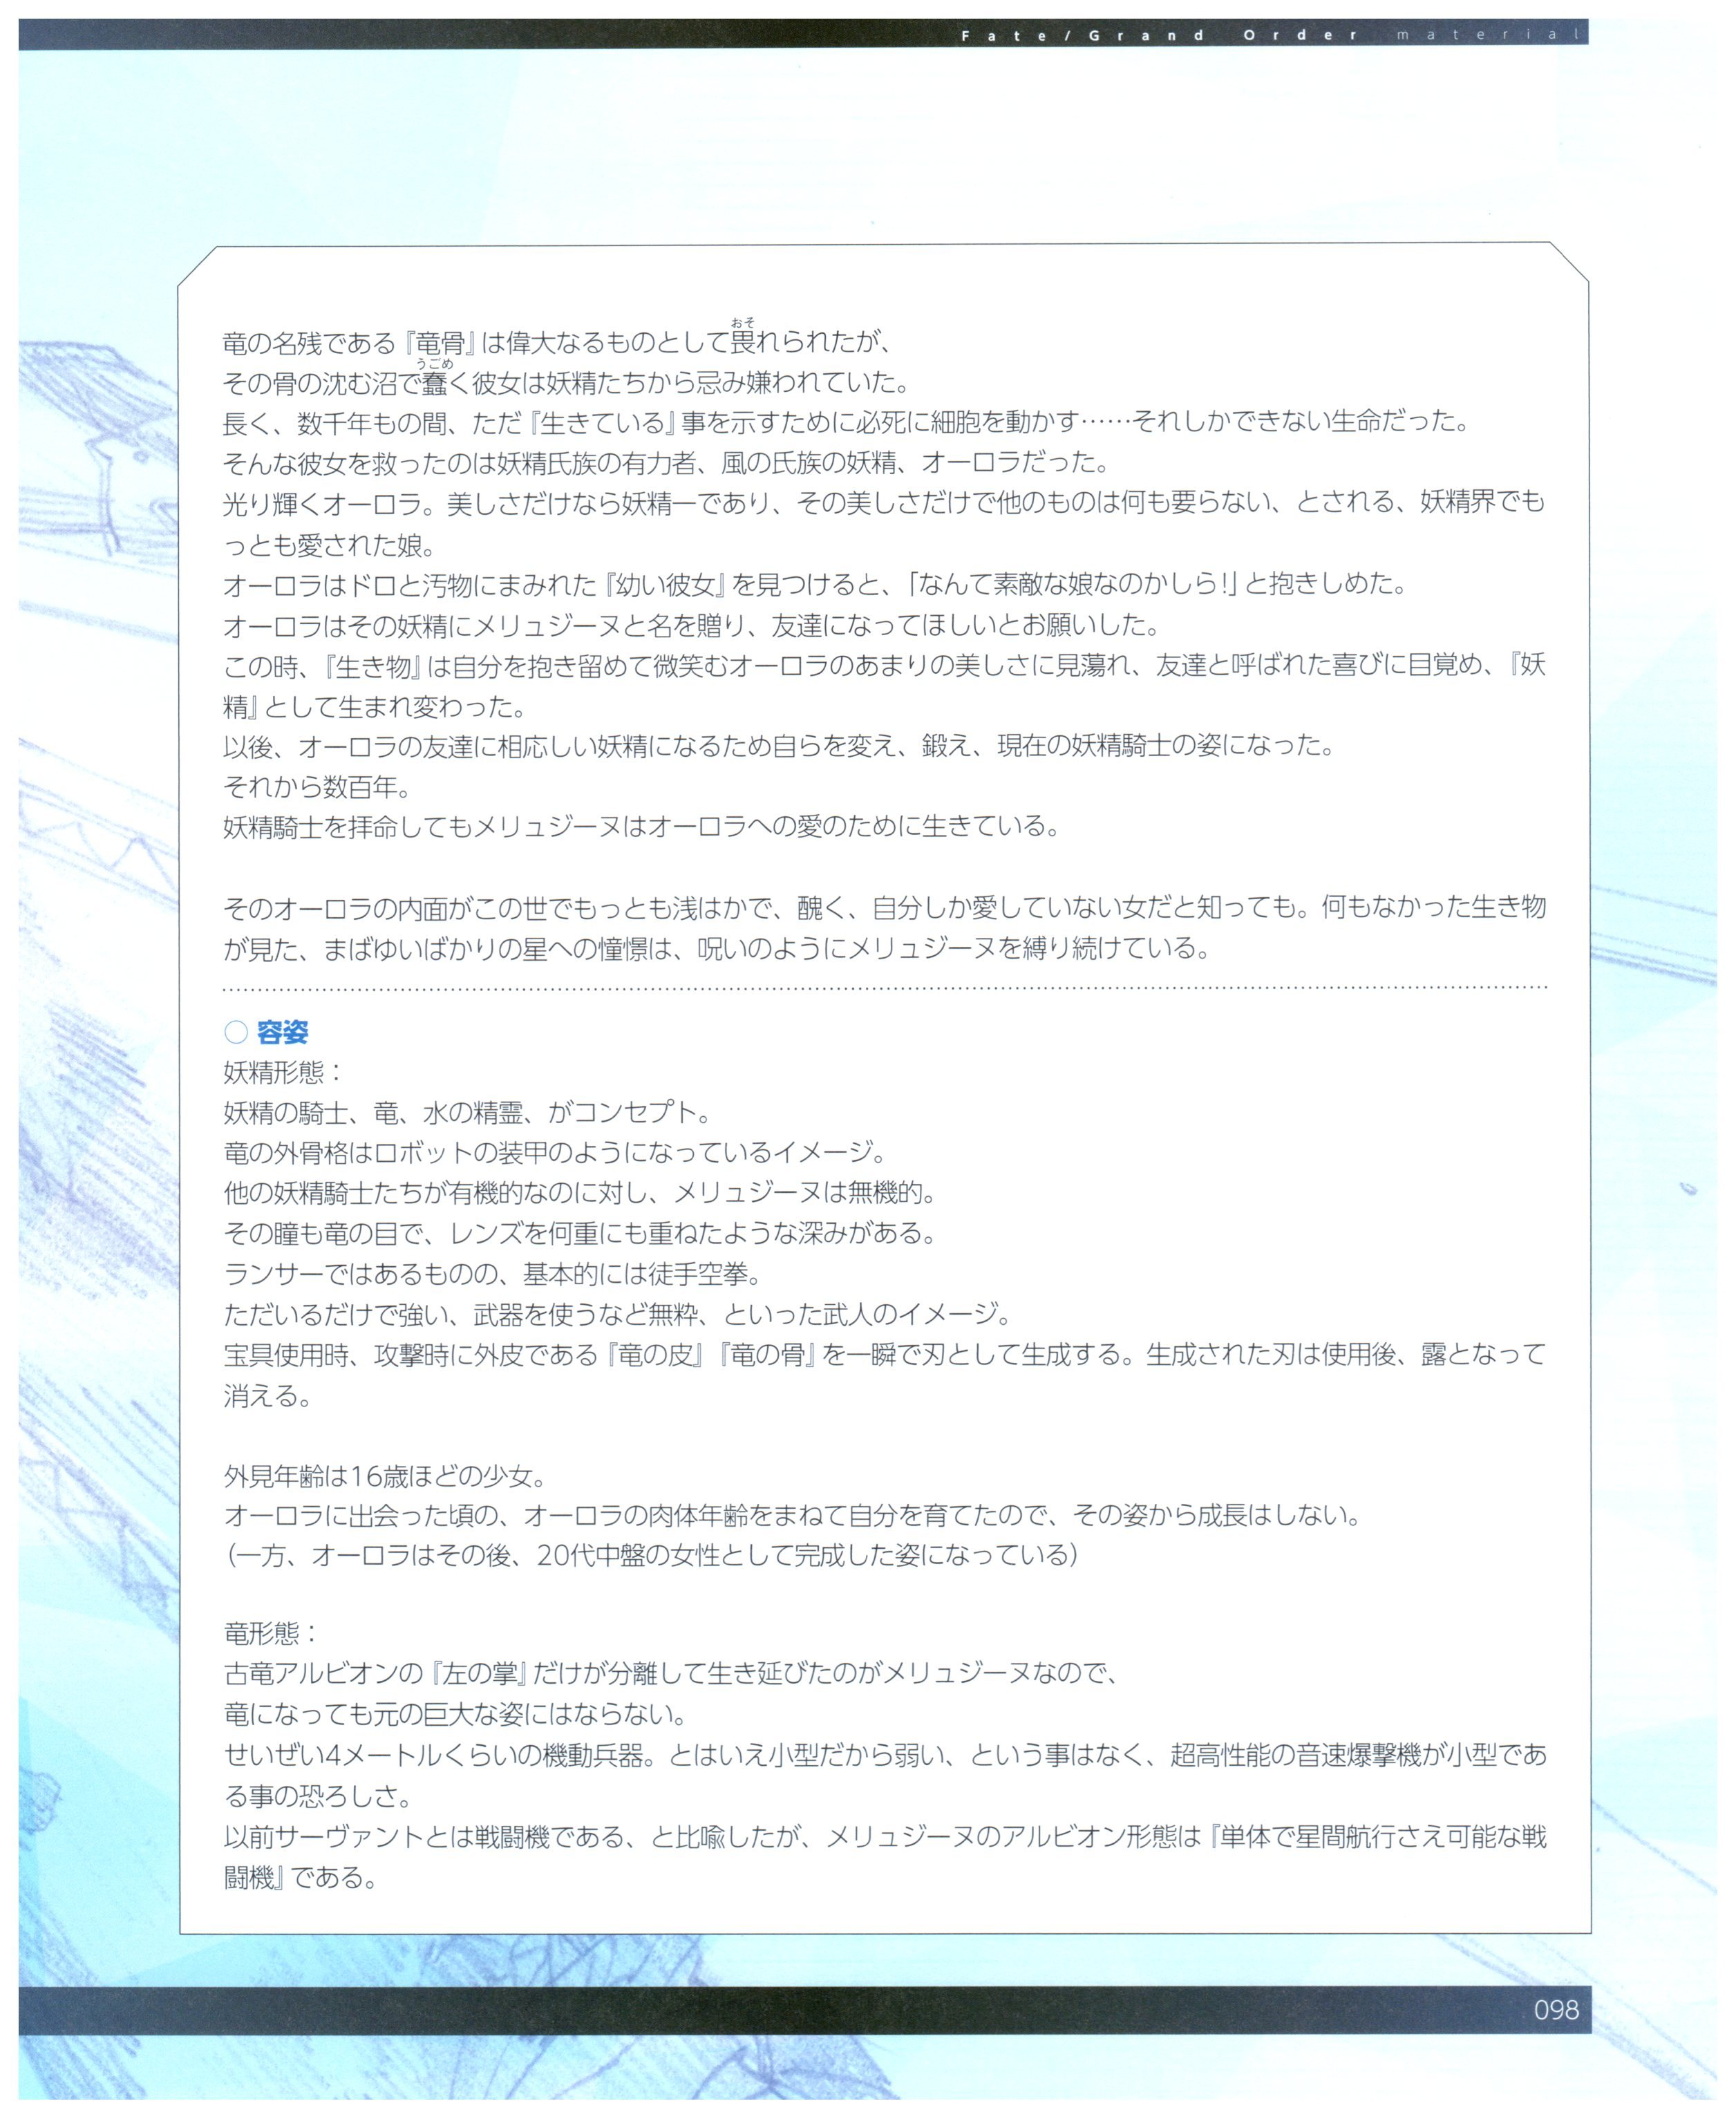 Fate/Grand Order material
竜の名残である『竜骨』は偉大なるものとして畏れられたが、
おそ
その骨の沈む沼で蠢く彼女は妖精たちから忌み嫌われていた。
うごめ
長く、数千年もの間、ただ『生きている』事を示すために必死に細胞を動かす……それしかできない生命だった。
そんな彼女を救ったのは妖精氏族の有力者、風の氏族の妖精、オーロラだった。
光り輝くオーロラ。美しさだけなら妖精一であり、その美しさだけで他のものは何も要らない、とされる、妖精界でも
っとも愛された娘。
オーロラはドロと汚物にまみれた『幼い彼女』を見つけると、「なんて素敵な娘なのかしら!」と抱きしめた。
オーロラはその妖精にメリュジーヌと名を贈り、友達になってほしいとお願いした。
この時、『生き物』は自分を抱き留めて微笑むオーロラのあまりの美しさに見蕩れ、友達と呼ばれた喜びに目覚め、『妖
精』として生まれ変わった。
以後、オーロラの友達に相応しい妖精になるため自らを変え、鍛え、現在の妖精騎士の姿になった。
それから数百年。
妖精騎士を拝命してもメリュジーヌはオーロラへの愛のために生きている。
そのオーロラの内面がこの世でもっとも浅はかで、醜く、自分しか愛していない女だと知っても。何もなかった生き物
が見た、まばゆいばかりの星への憧憬は、呪いのようにメリュジーヌを縛り続けている。
○ 容姿
妖精形態：
妖精の騎士、竜、水の精霊、がコンセプト。
竜の外骨格はロボットの装甲のようになっているイメージ。
他の妖精騎士たちが有機的なのに対し、メリュジーヌは無機的。
その瞳も竜の目で、レンズを何重にも重ねたような深みがある。
ランサーではあるものの、基本的には徒手空拳。
ただいるだけで強い、武器を使うなど無粋、といった武人のイメージ。
宝具使用時、攻撃時に外皮である『竜の皮』『竜の骨』を一瞬で刃として生成する。生成された刃は使用後、露となって
消える。
外見年齢は16歳ほどの少女。
オーロラに出会った頃の、オーロラの肉体年齢をまねて自分を育てたので、その姿から成長はしない。
（一方、オーロラはその後、20代中盤の女性として完成した姿になっている）
竜形態：
古竜アルビオンの『左の掌』だけが分離して生き延びたのがメリュジーヌなので、
竜になっても元の巨大な姿にはならない。
せいぜい4メートルくらいの機動兵器。とはいえ小型だから弱い、という事はなく、超高性能の音速爆撃機が小型であ
る事の恐ろしさ。
以前サーヴァントとは戦闘機である、と比喩したが、メリュジーヌのアルビオン形態は『単体で星間航行さえ可能な戦
闘機』である。
098